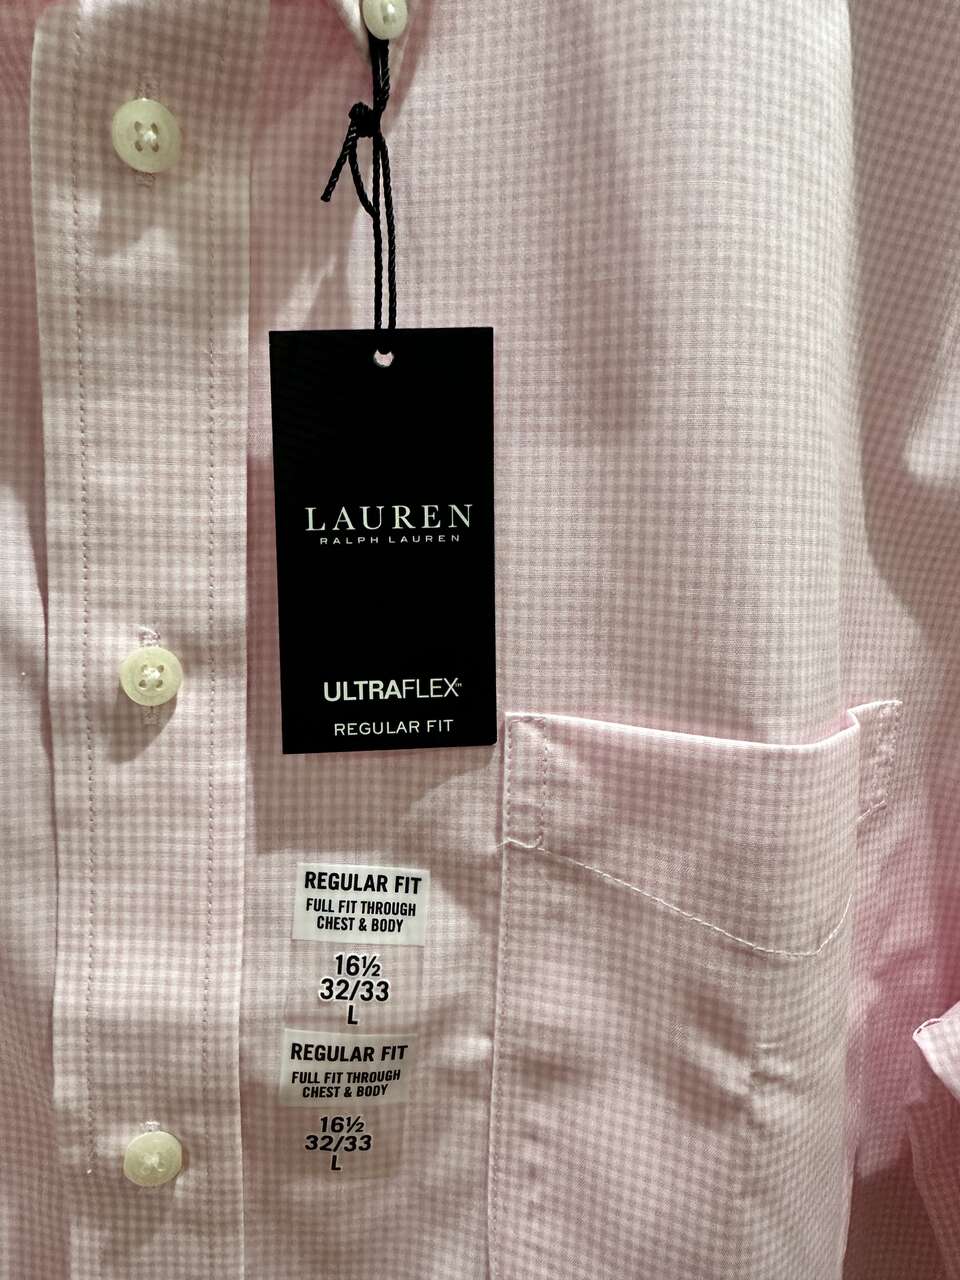 LAUREN
RALPH LAUREN
ULTRAFLEX™
REGULAR FIT
REGULAR FIT
FULL FIT THROUGH
CHEST & BODY
16½
32/33
L
REGULAR FIT
FULL FIT THROUGH
CHEST & BODY
16½
32/33
L